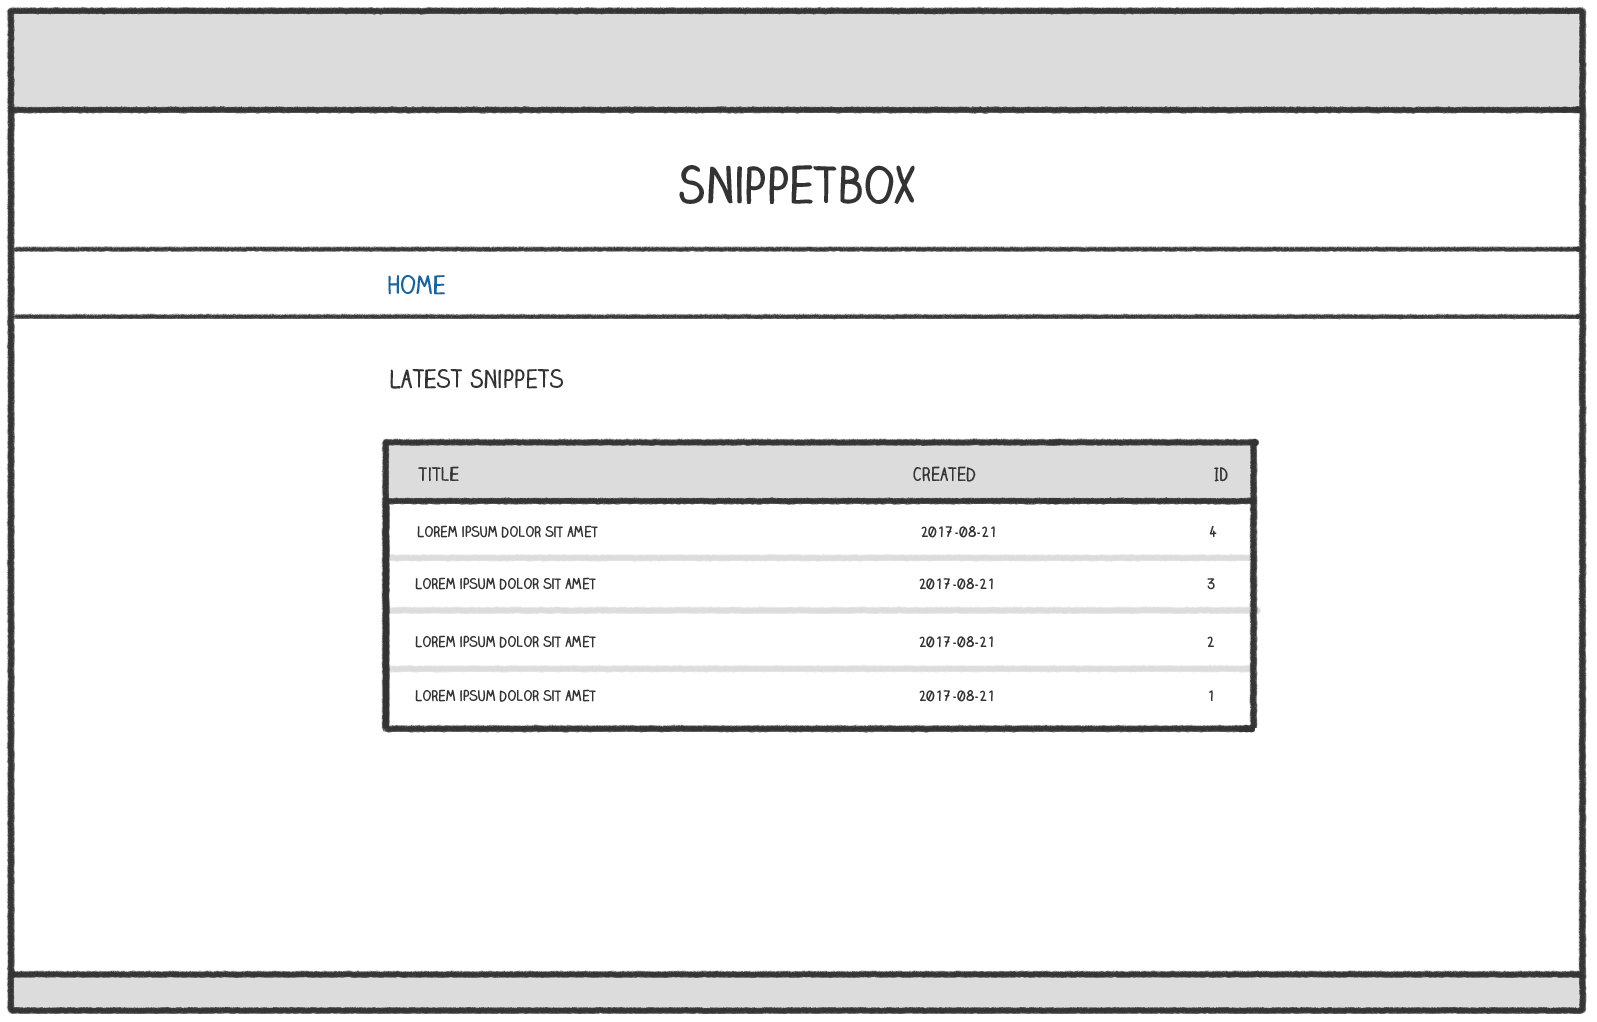 SNIPPETBOX
HOME
LATEST SNIPPETS
TITLE CREATED ID
LOREM IPSUM DOLOR SIT AMET 2017-08-21 4
LOREM IPSUM DOLOR SIT AMET 2017-08-21 3
LOREM IPSUM DOLOR SIT AMET 2017-08-21 2
LOREM IPSUM DOLOR SIT AMET 2017-08-21 1